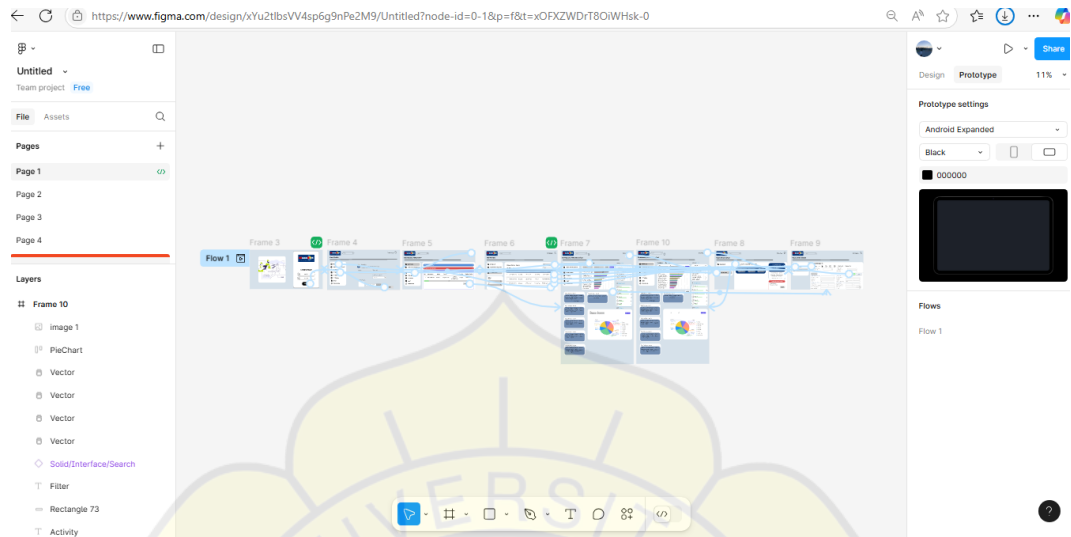 https://www.figma.com/design/xYu2tlbsVV4sp6g9nPe2M9/Untitled?node-id=0-1&p=f&t=xOFXZWDrT8OiWHsk-0
Untitled
Team project Free
File Assets
Pages
Page 1
Page 2
Page 3
Page 4
Layers
Frame 10
image 1
PieChart
Vector
Vector
Vector
Vector
Solid/Interface/Search
Filter
Rectangle 73
Activity
Flow 1
Frame 3
Frame 4
Frame 5
Frame 6
Frame 7
Frame 10
Frame 8
Frame 9
VERS
Share
Design Prototype 11%
Prototype settings
Android Expanded
Black
000000
Flows
Flow 1
?